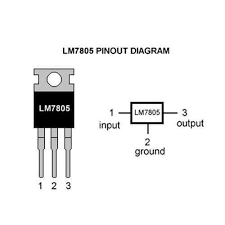 LM7805 PINOUT DIAGRAM
LM7805
1 2 3
1
input
LM7805
3
output
2
ground